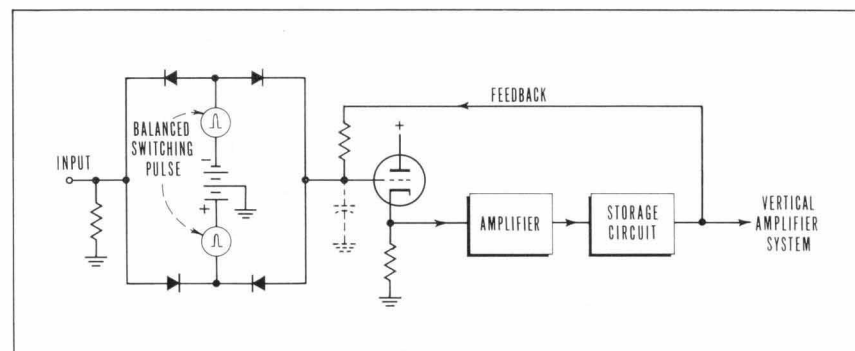 FEEDBACK
BALANCED
SWITCHING
PULSE
INPUT
−
+
+
AMPLIFIER
STORAGE
CIRCUIT
VERTICAL
AMPLIFIER
SYSTEM